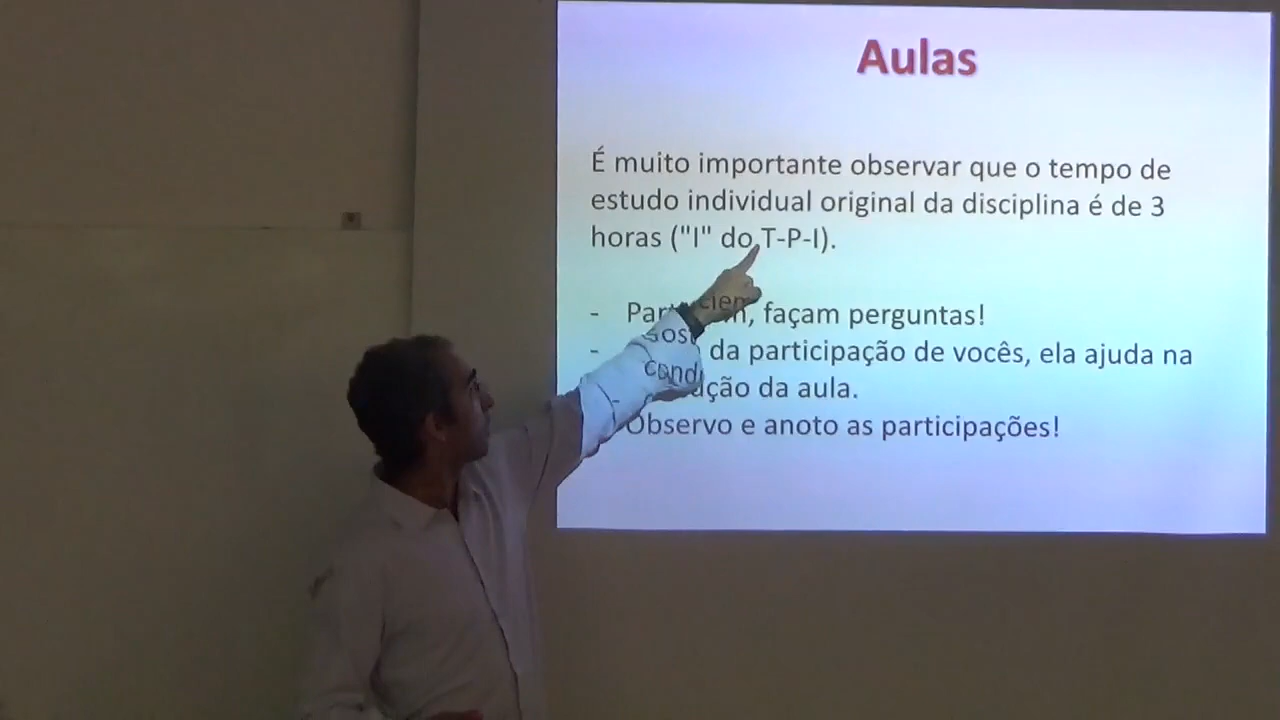 Aulas
É muito importante observar que o tempo de
estudo individual original da disciplina é de 3
horas ("I" do T-P-I).
- Participem, façam perguntas!
- Gosto da participação de vocês, ela ajuda na
condução da aula.
- Observo e anoto as participações!